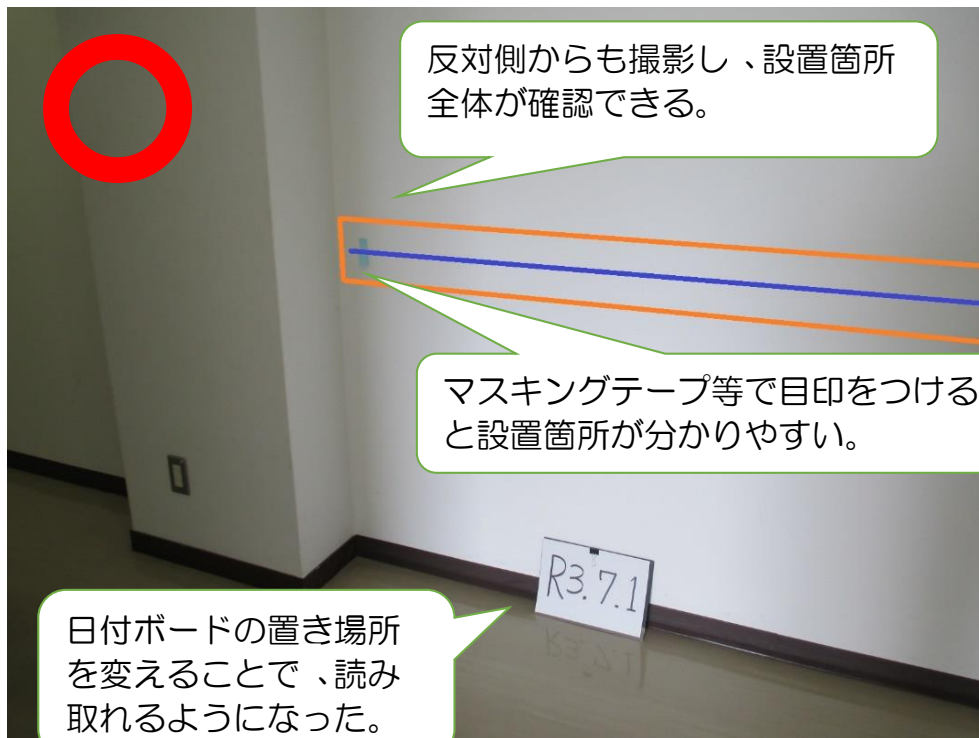 反対側からも撮影し、設置箇所
全体が確認できる。
マスキングテープ等で目印をつける
と設置箇所が分かりやすい。
R3.7.1
日付ボードの置き場所
を変えることで、読み
取れるようになった。